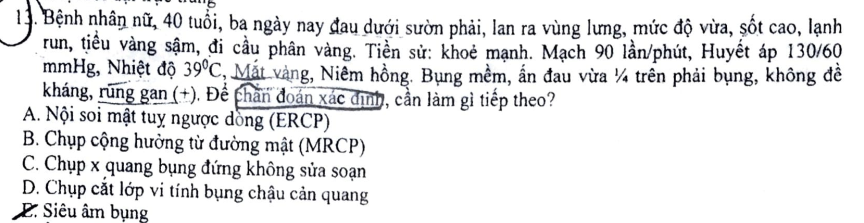 13. Bệnh nhân nữ, 40 tuổi, ba ngày nay đau dưới sườn phải, lan ra vùng lưng, mức độ vừa, sốt cao, lạnh
run, tiểu vàng sậm, đi cầu phân vàng. Tiền sử: khoẻ mạnh. Mạch 90 lần/phút, Huyết áp 130/60
mmHg, Nhiệt độ 39⁰C, Mắt vàng, Niêm hồng. Bụng mềm, ấn đau vừa ¼ trên phải bụng, không đề
kháng, rung gan (+). Để chẩn đoán xác định, cần làm gì tiếp theo?
A. Nội soi mật tuỵ ngược dòng (ERCP)
B. Chụp cộng hưởng từ đường mật (MRCP)
C. Chụp x quang bụng đứng không sửa soạn
D. Chụp cắt lớp vi tính bụng chậu cản quang
E. Siêu âm bụng